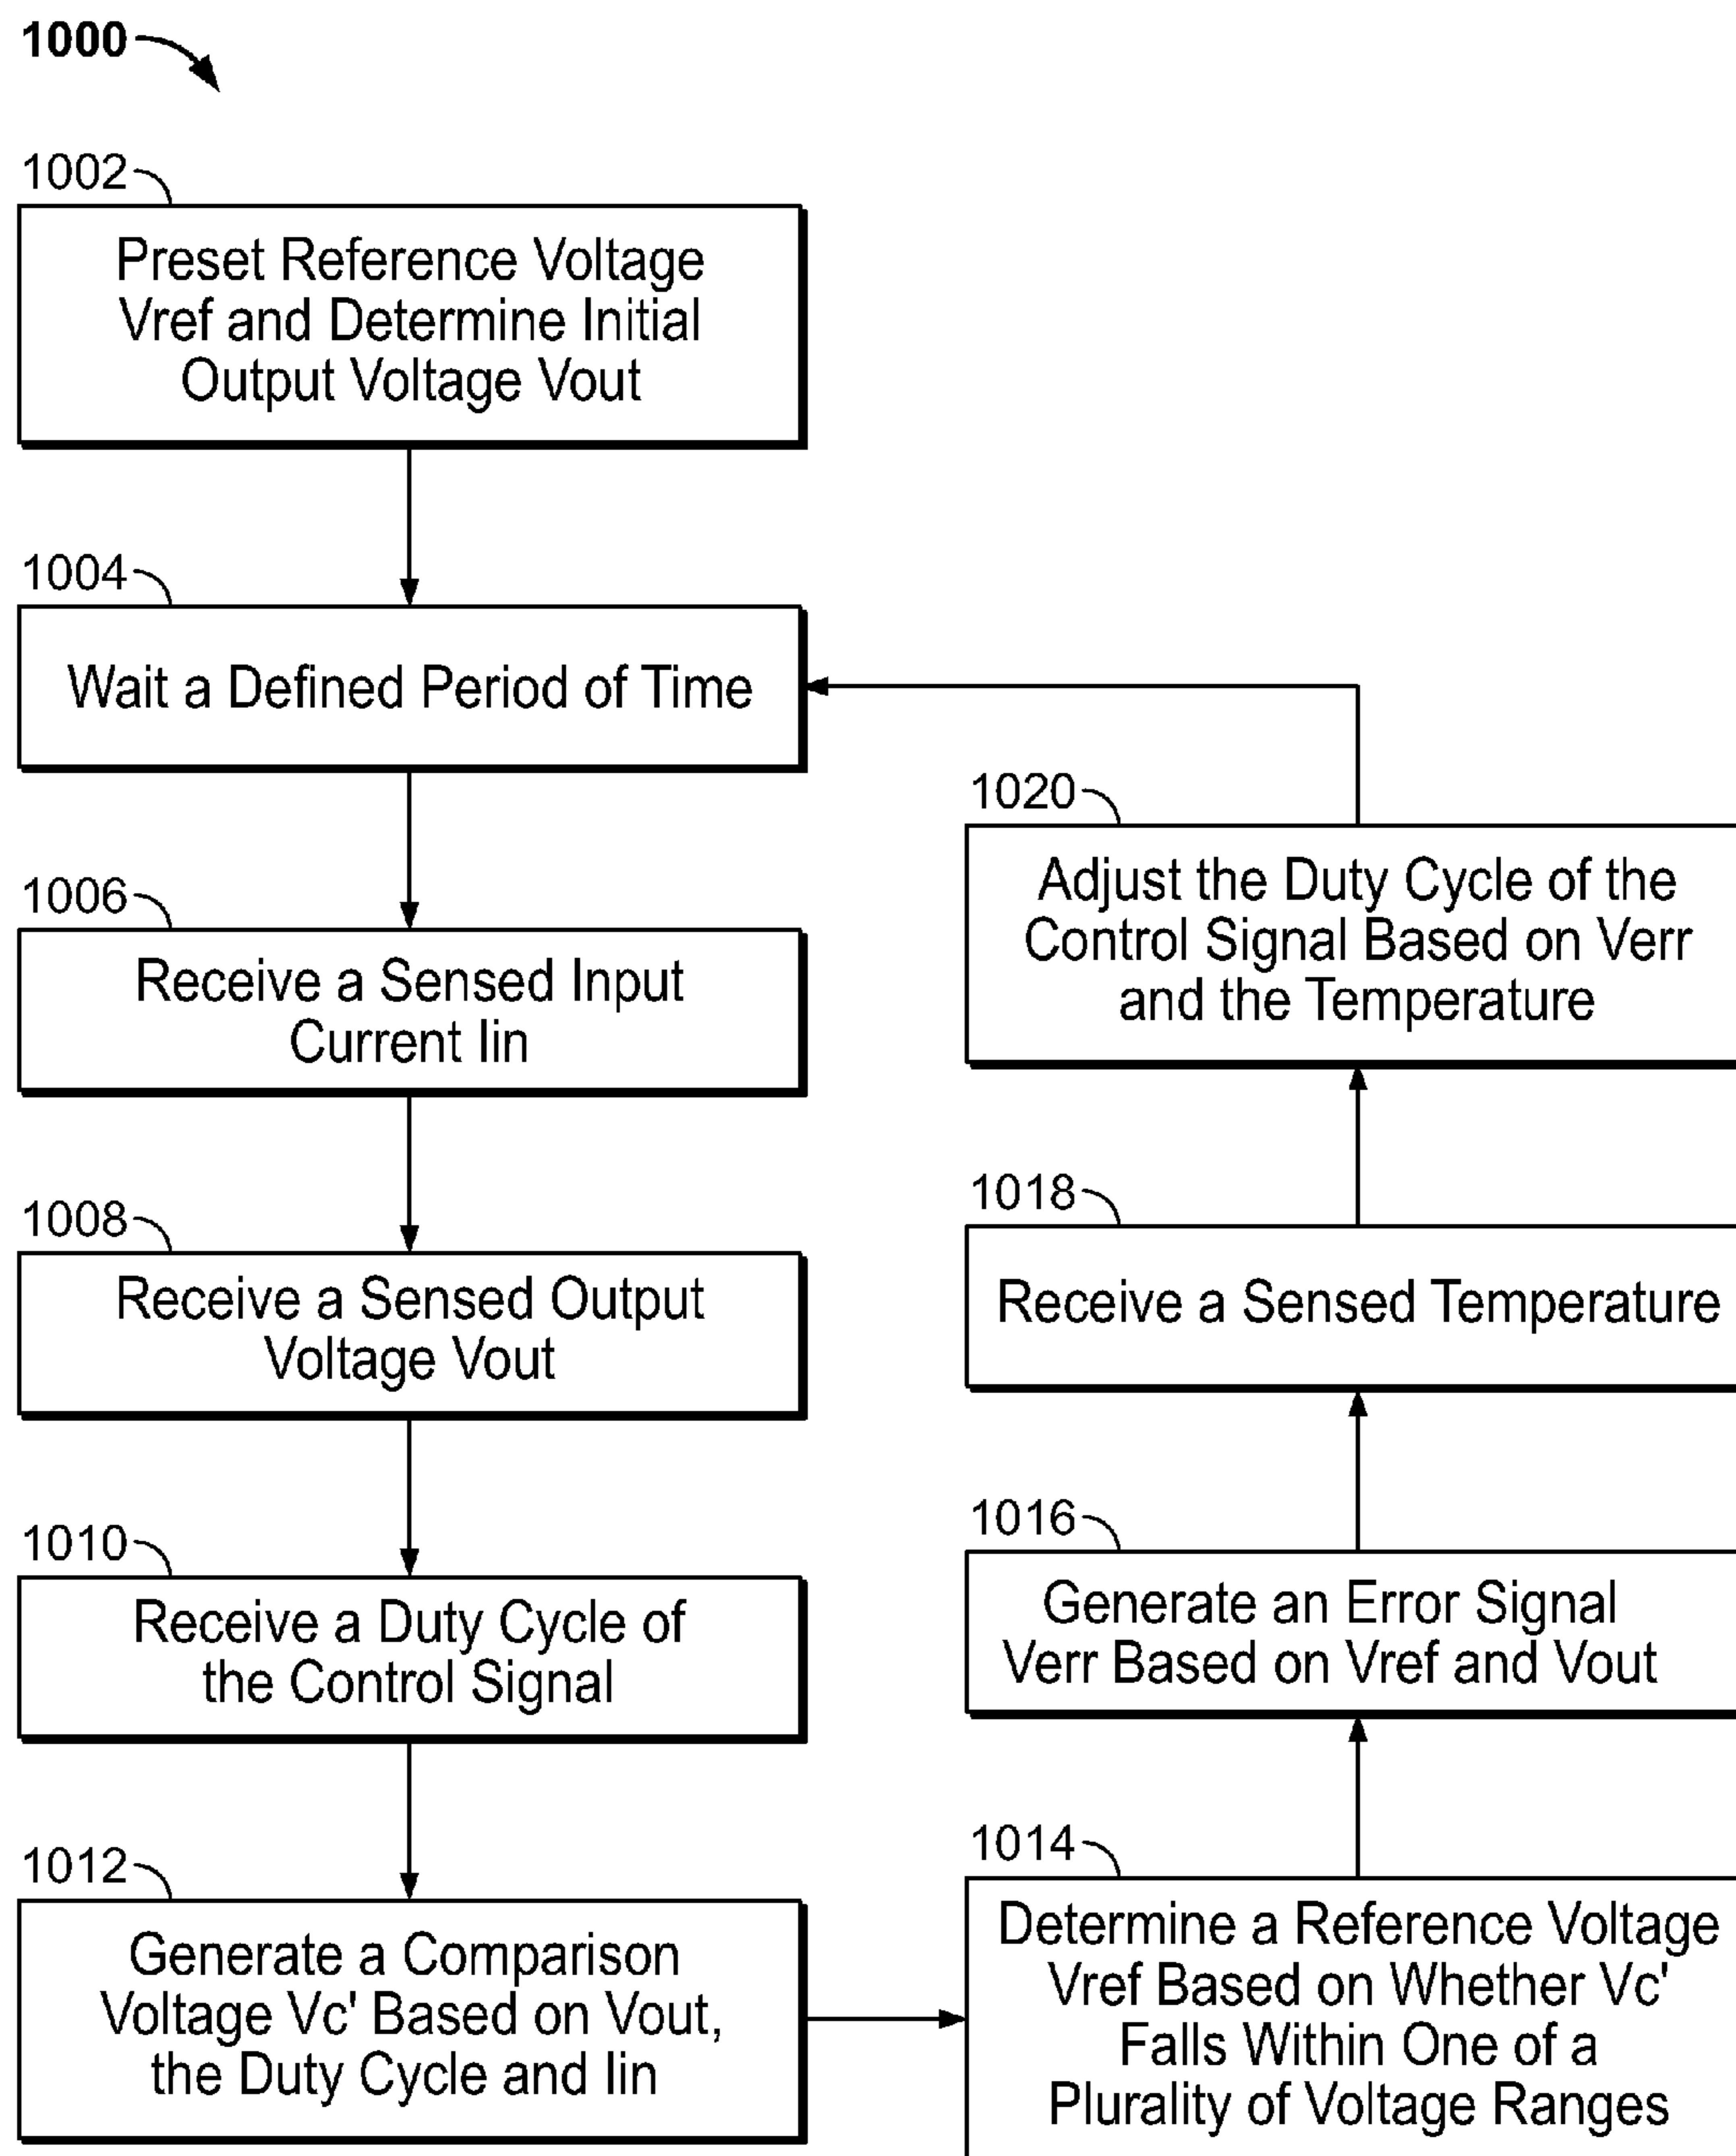 1000
1002
Preset Reference Voltage
Vref and Determine Initial
Output Voltage Vout
1004
Wait a Defined Period of Time
1006
Receive a Sensed Input
Current Iin
1008
Receive a Sensed Output
Voltage Vout
1010
Receive a Duty Cycle of
the Control Signal
1012
Generate a Comparison
Voltage Vc' Based on Vout,
the Duty Cycle and Iin
1014
Determine a Reference Voltage
Vref Based on Whether Vc'
Falls Within One of a
Plurality of Voltage Ranges
1016
Generate an Error Signal
Verr Based on Vref and Vout
1018
Receive a Sensed Temperature
1020
Adjust the Duty Cycle of the
Control Signal Based on Verr
and the Temperature